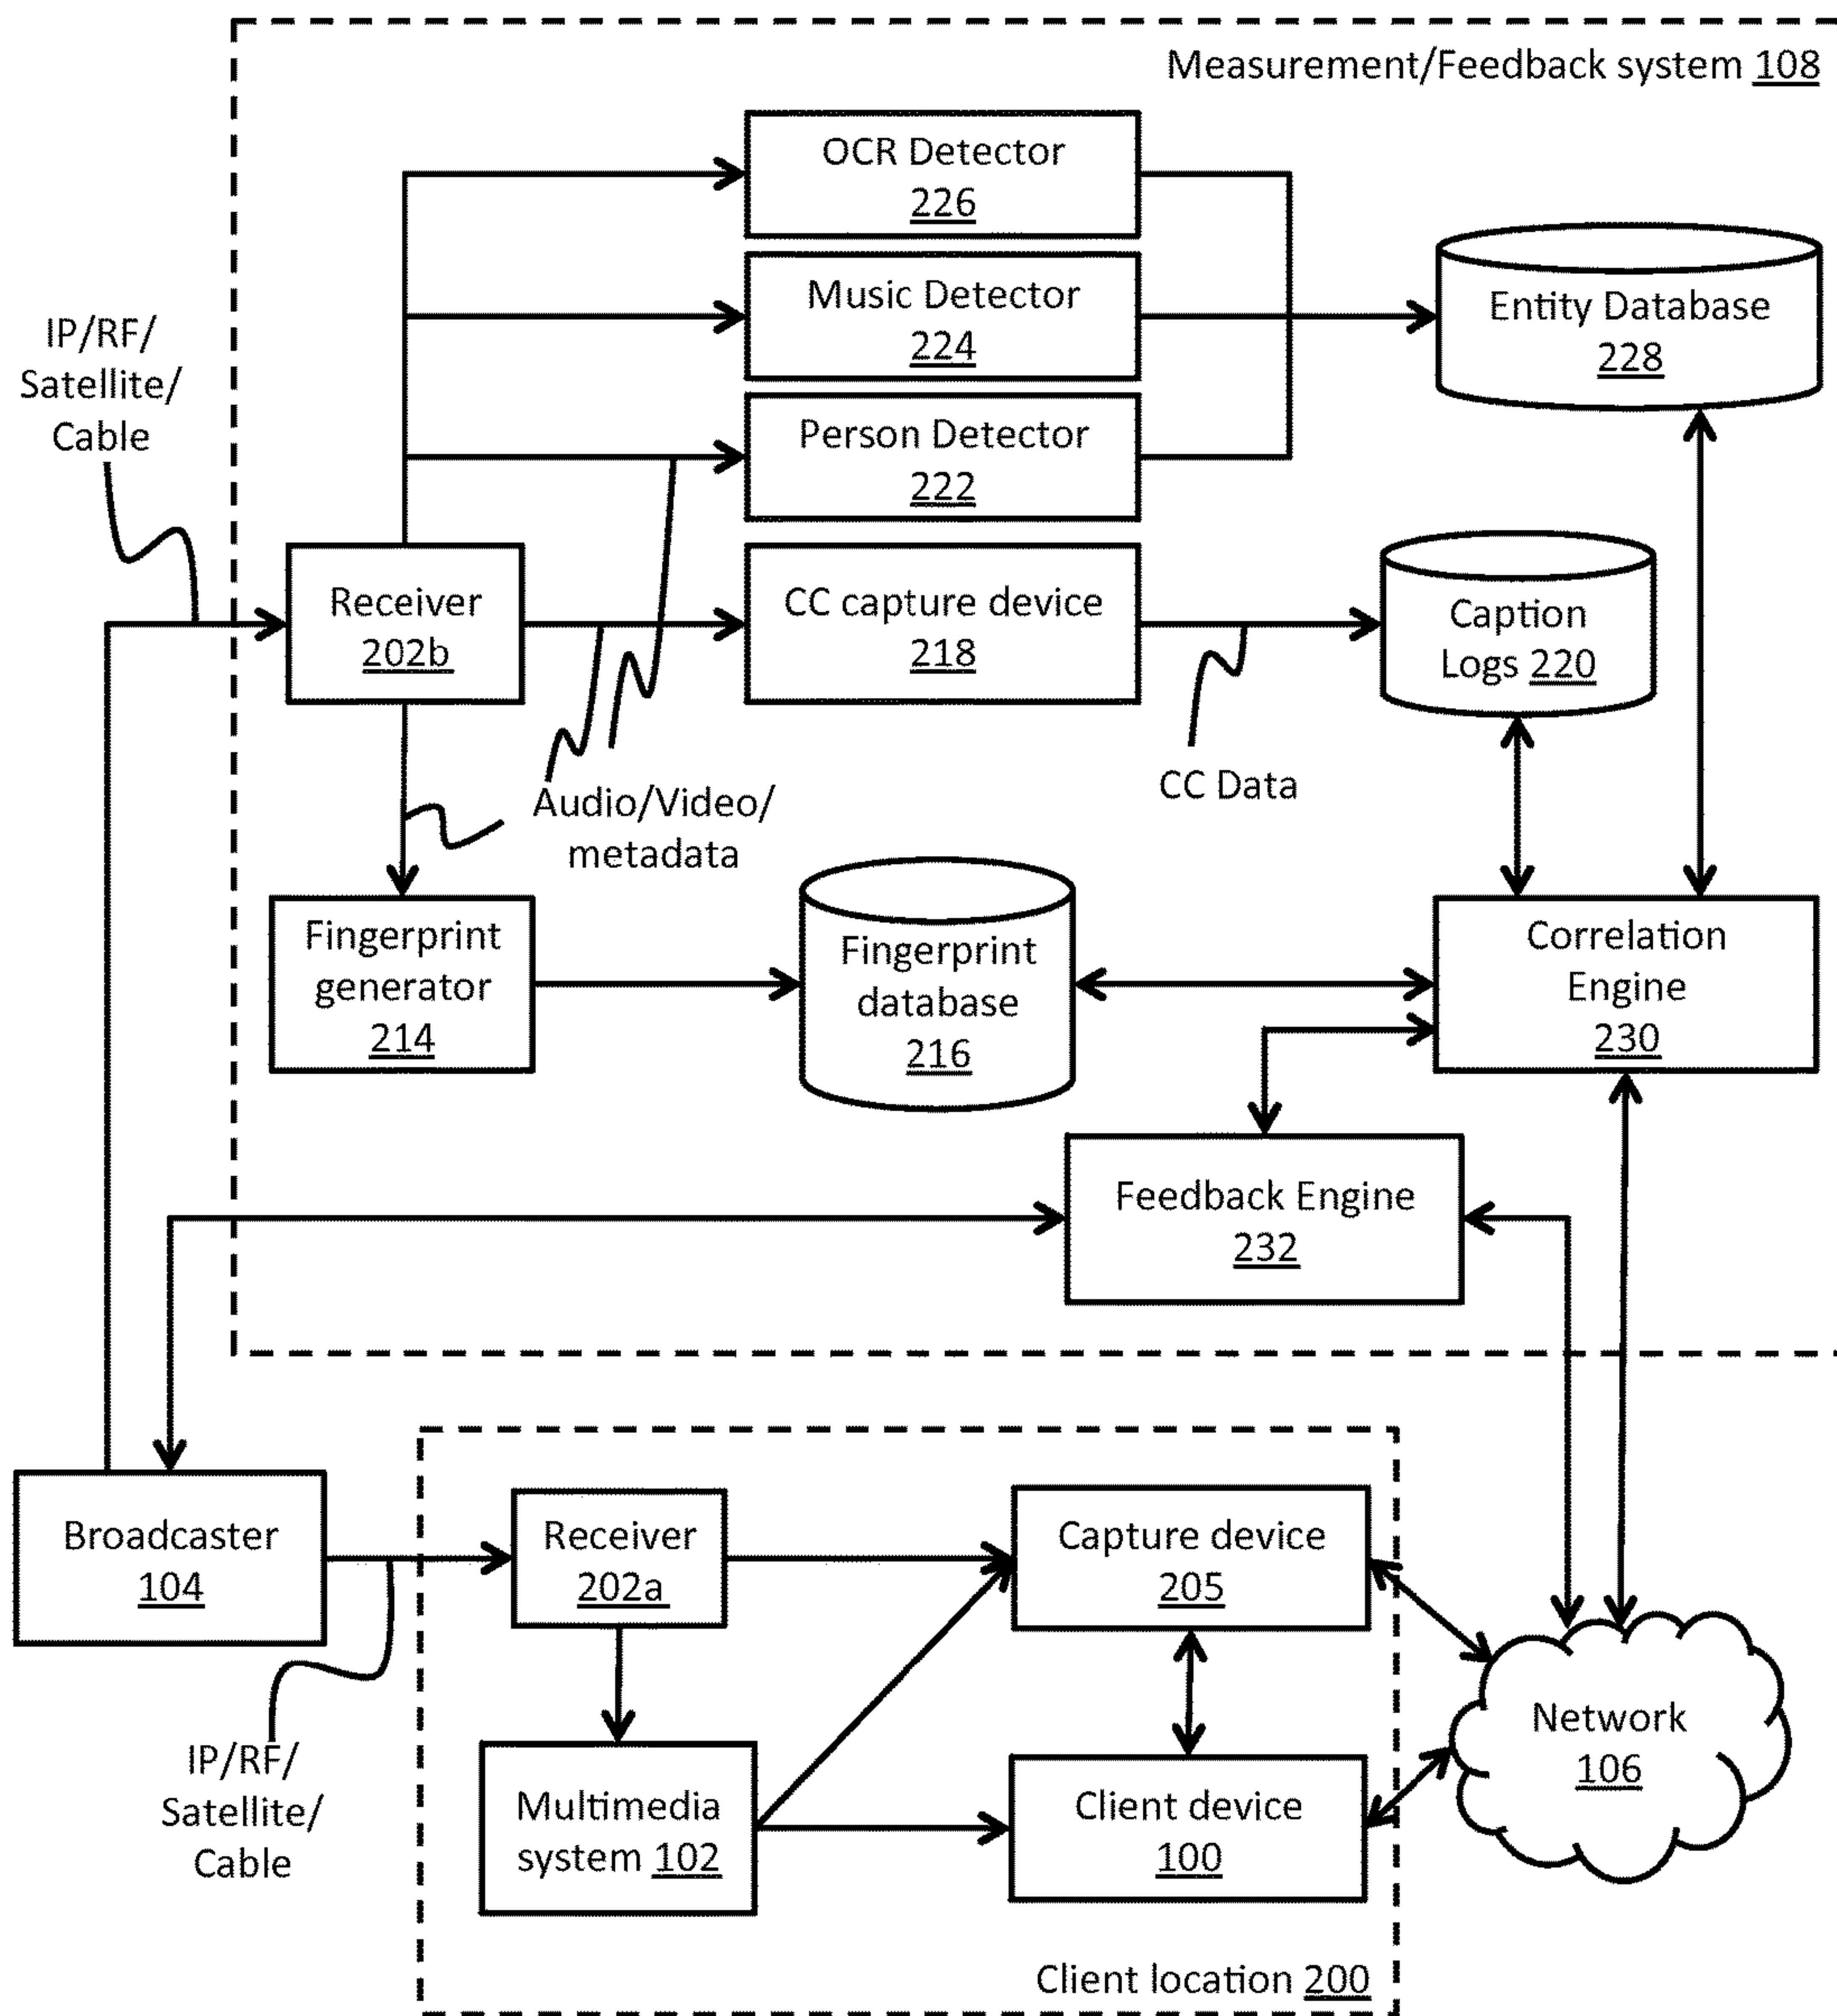 Measurement/Feedback system 108
OCR Detector
226
Music Detector
224
Entity Database
228
IP/RF/
Satellite/
Cable
Person Detector
222
Receiver
202b
CC capture device
218
Caption
Logs 220
CC Data
Audio/Video/
metadata
Fingerprint
generator
214
Fingerprint
database
216
Correlation
Engine
230
Feedback Engine
232
Broadcaster
104
Receiver
202a
Capture device
205
Network
106
IP/RF/
Satellite/
Cable
Multimedia
system 102
Client device
100
Client location 200